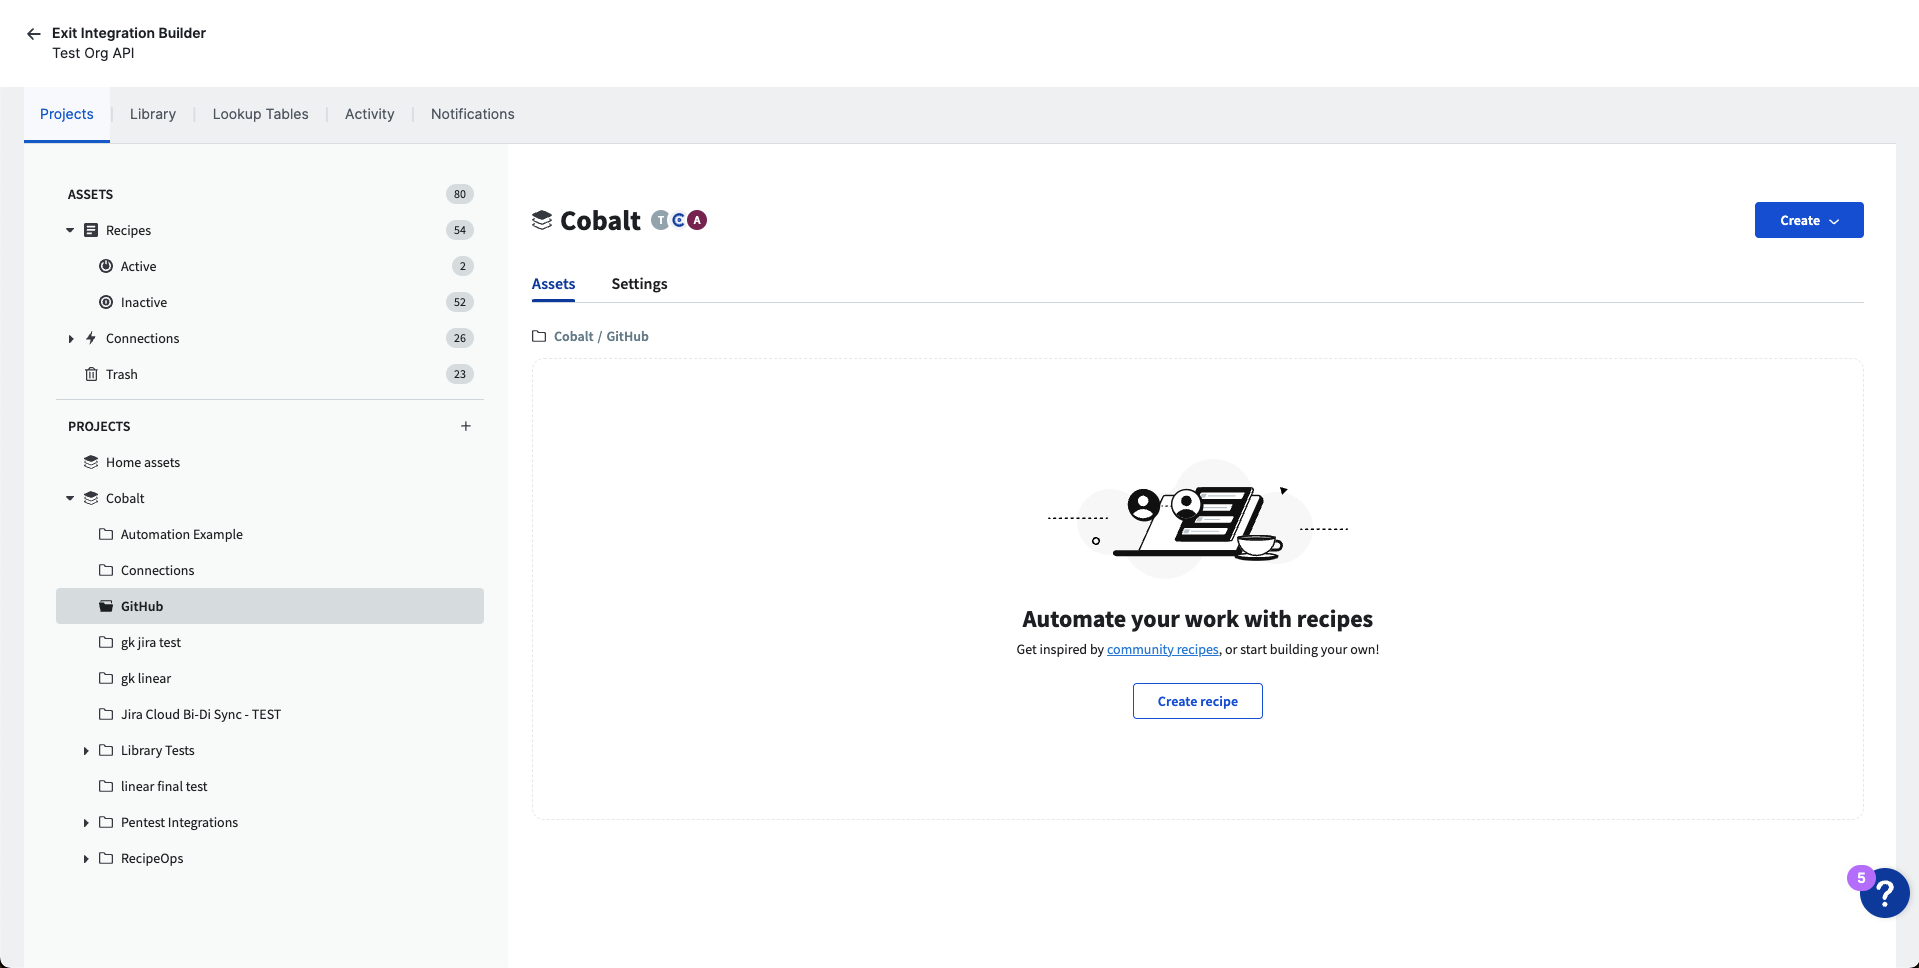 Exit Integration Builder
Test Org API
Projects
Library
Lookup Tables
Activity
Notifications
ASSETS 80
Recipes 54
Active 2
Inactive 52
Connections 26
Trash 23
PROJECTS
Home assets
Cobalt
Automation Example
Connections
GitHub
gk jira test
gk linear
Jira Cloud Bi-Di Sync - TEST
Library Tests
linear final test
Pentest Integrations
RecipeOps
Cobalt T C A
Create
Assets Settings
Cobalt / GitHub
Automate your work with recipes
Get inspired by community recipes, or start building your own!
Create recipe
5
?